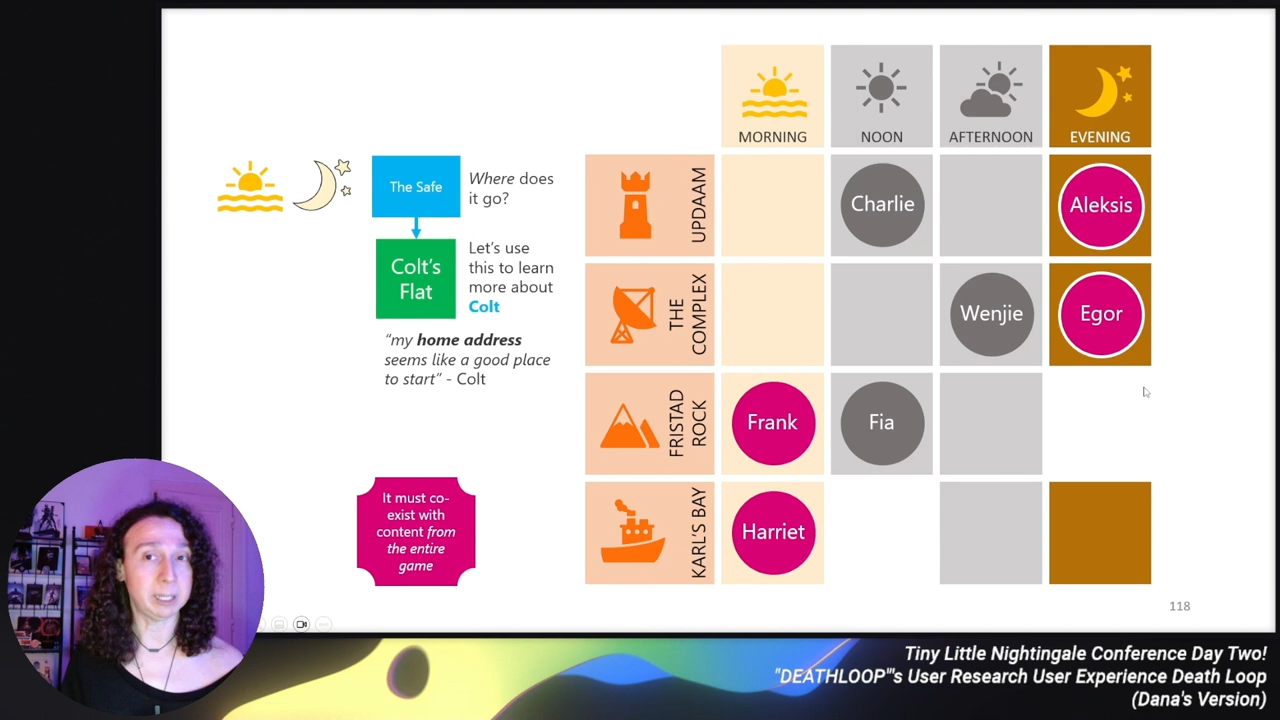 MORNING
NOON
AFTERNOON
EVENING
The Safe
Where does
it go?
Colt's
Flat
Let's use
this to learn
more about
Colt
"my home address
seems like a good place
to start" - Colt
It must co-
exist with
content from
the entire
game
UPDAAM
Charlie
Aleksis
THE
COMPLEX
Wenjie
Egor
FRISTAD
ROCK
Frank
Fia
KARL'S BAY
Harriet
118
Tiny Little Nightingale Conference Day Two!
"DEATHLOOP"'s User Research User Experience Death Loop
(Dana's Version)